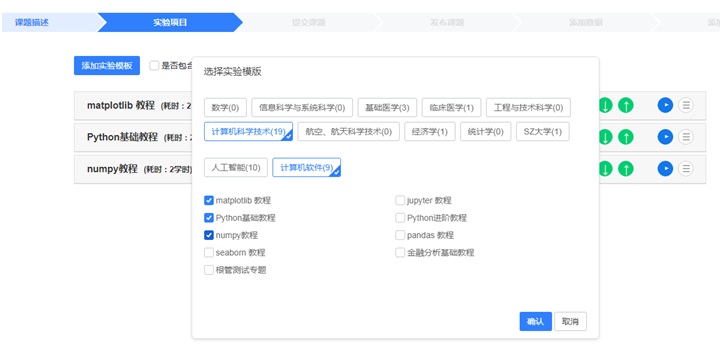 课题描述 实验项目 提交课题 发布课题 添加数据 添加
添加实验模板 是否包含
选择实验模版
数学(0) 信息科学与系统科学(0) 基础医学(3) 临床医学(1) 工程与技术科学(0)
matplotlib 教程 (耗时：2
计算机科学技术(19) 航空、航天科学技术(0) 经济学(1) 统计学(0) SZ大学(1)
Python基础教程 (耗时：2
numpy教程 (耗时：2学时)
人工智能(10) 计算机软件(9)
matplotlib 教程 jupyter 教程
Python基础教程 Python进阶教程
numpy教程 pandas 教程
seaborn 教程 金融分析基础教程
根管测试专题
确认 取消